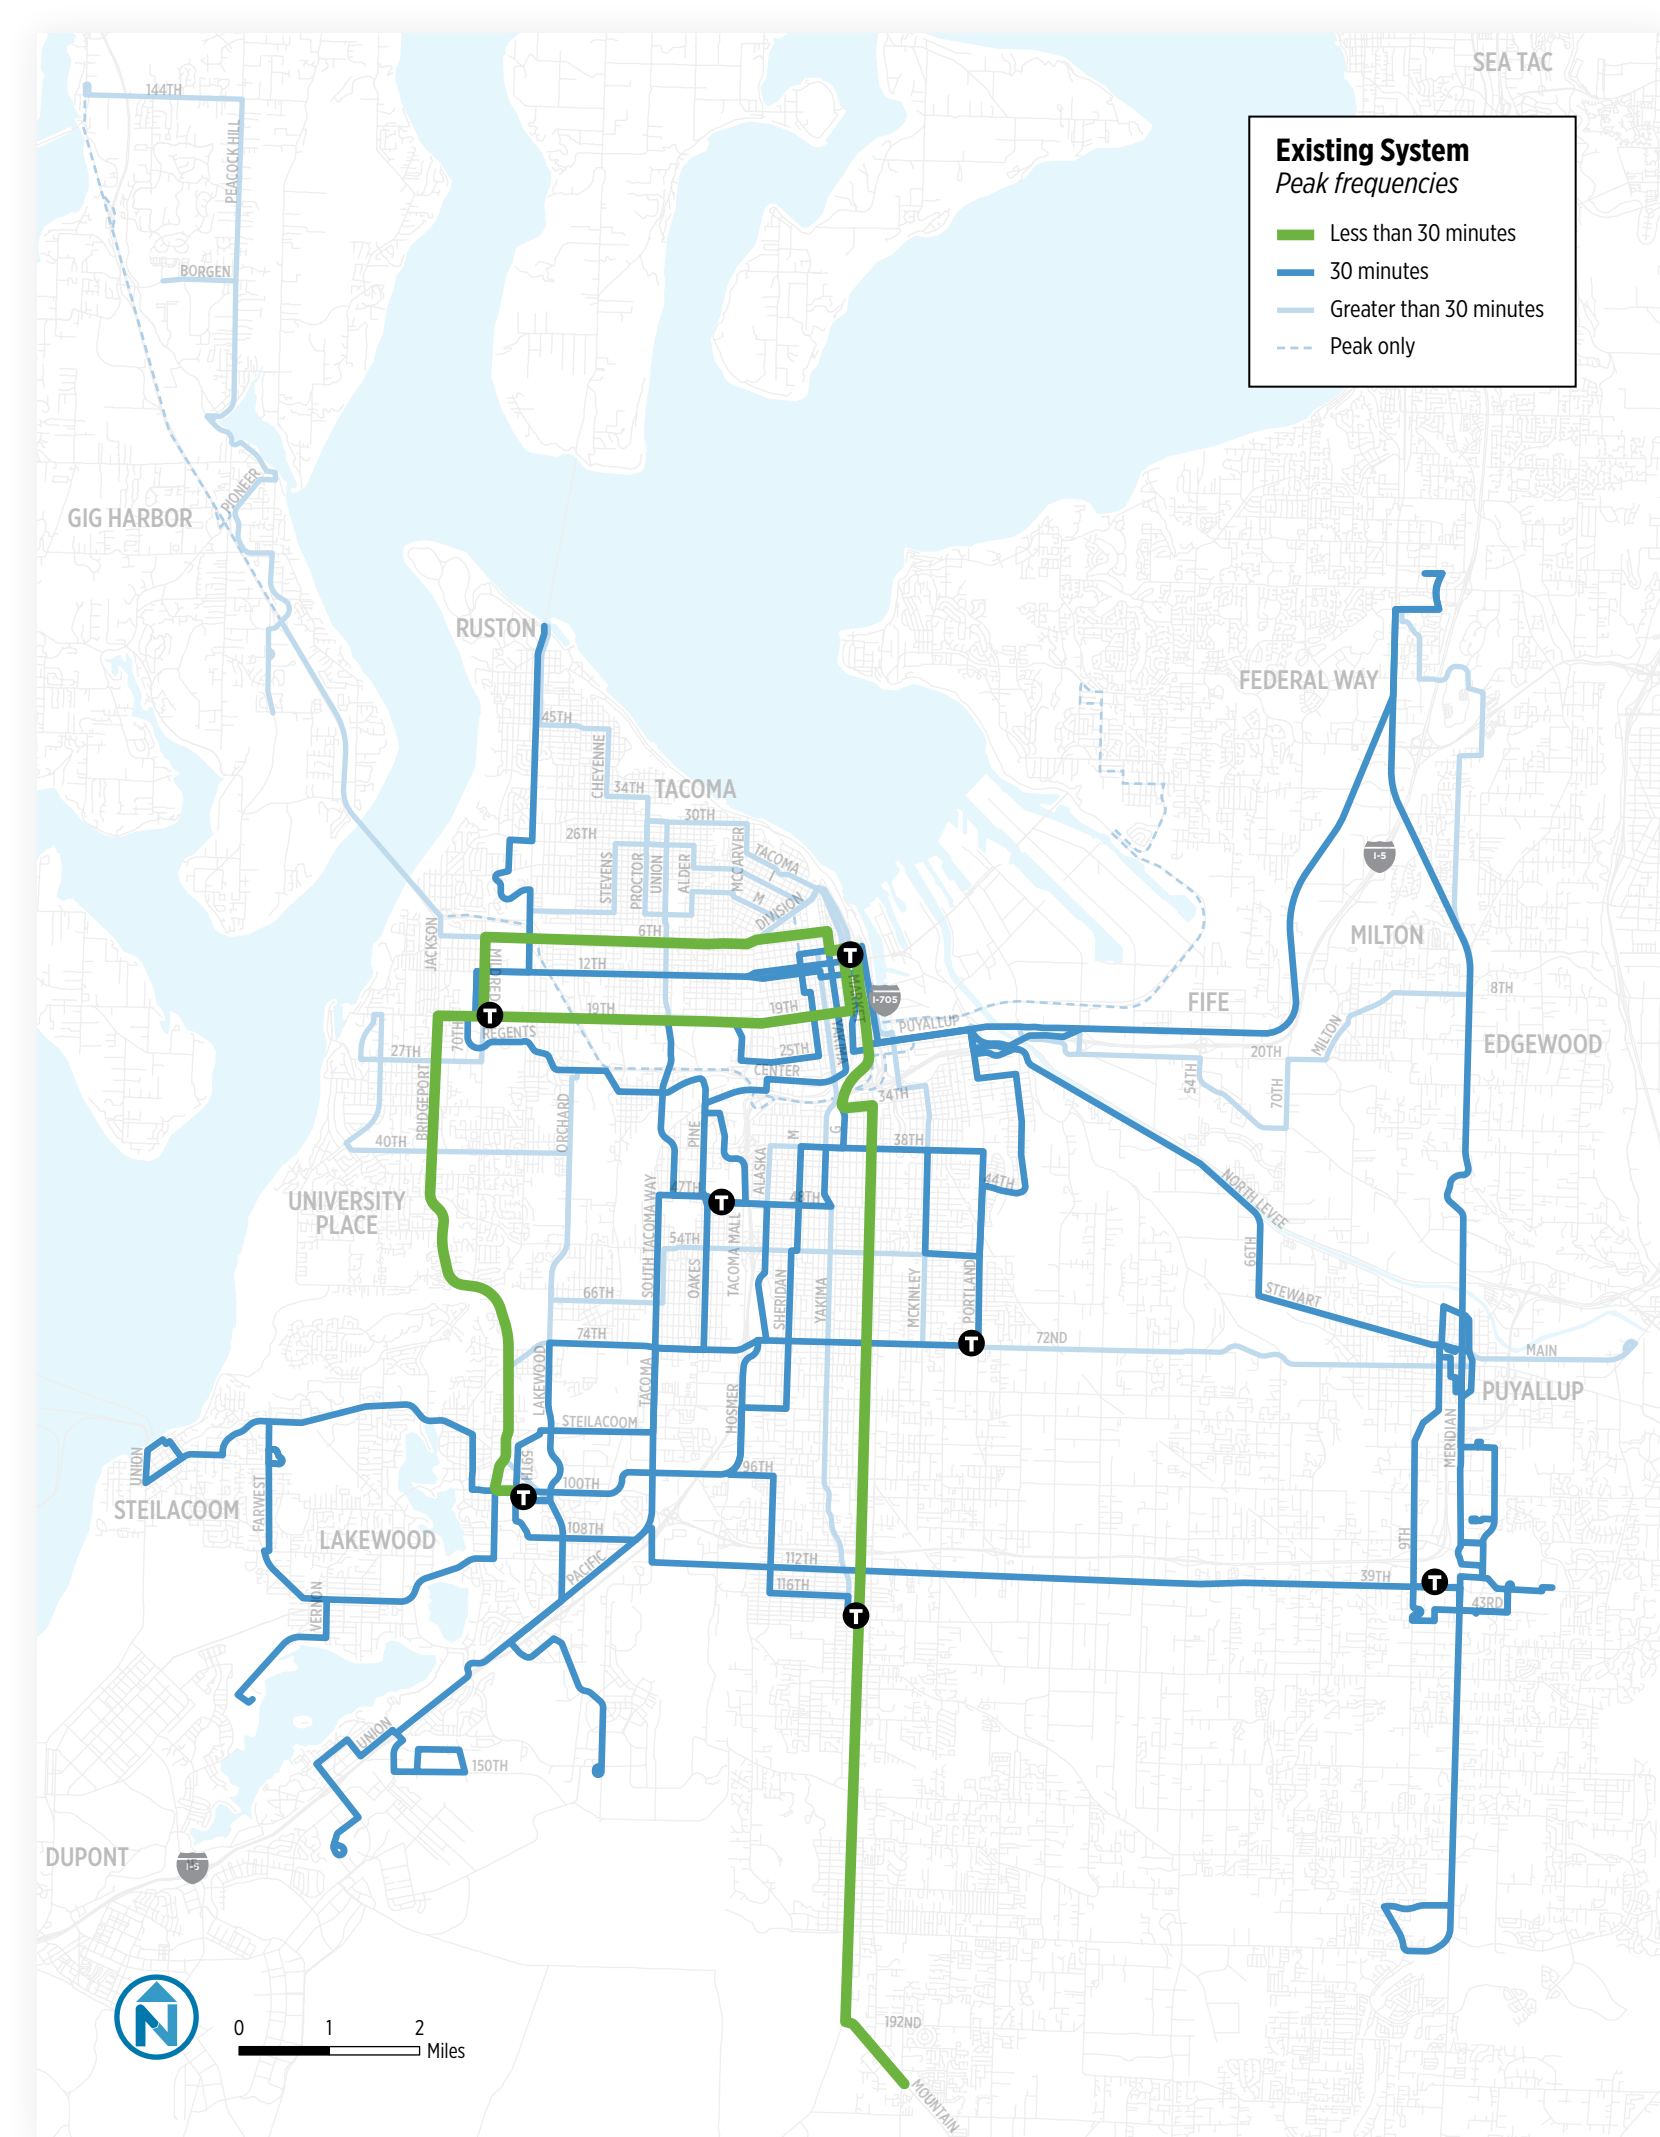 SEA TAC
Existing System
Peak frequencies
Less than 30 minutes
30 minutes
Greater than 30 minutes
Peak only
144TH
PEACOCK HILL
BORGEN
PIONEER
GIG HARBOR
RUSTON
FEDERAL WAY
45TH
CHEYENNE
34TH
TACOMA
30TH
26TH
STEVENS
PROCTOR
UNION
ALDER
MCCARVER
TACOMA
I
M
DIVISION
I-5
JACKSON
6TH
MILTON
MILDRED
12TH
T
MARKET
I-705
8TH
19TH
19TH
FIFE
T
REGENTS
70TH
PUYALLUP
YAKIMA
MILTON
EDGEWOOD
27TH
25TH
20TH
CENTER
54TH
70TH
34TH
BRIDGEPORT
ORCHARD
PINE
M
G
38TH
40TH
ALASKA
44TH
47TH
48TH
T
UNIVERSITY
PLACE
SOUTH TACOMA WAY
NORTH LEVEE
54TH
66TH
OAKES
TACOMA MALL
SHERIDAN
YAKIMA
MCKINLEY
PORTLAND
66TH
STEWART
74TH
T
72ND
MAIN
LAKEWOOD
TACOMA
HOSMER
PUYALLUP
STEILACOOM
MERIDIAN
UNION
59TH
96TH
100TH
FARWEST
STEILACOOM
T
108TH
LAKEWOOD
9TH
112TH
PACIFIC
39TH
T
116TH
43RD
VERNON
T
UNION
150TH
DUPONT
I-5
N
0 1 2
Miles
192ND
MOUNTAIN